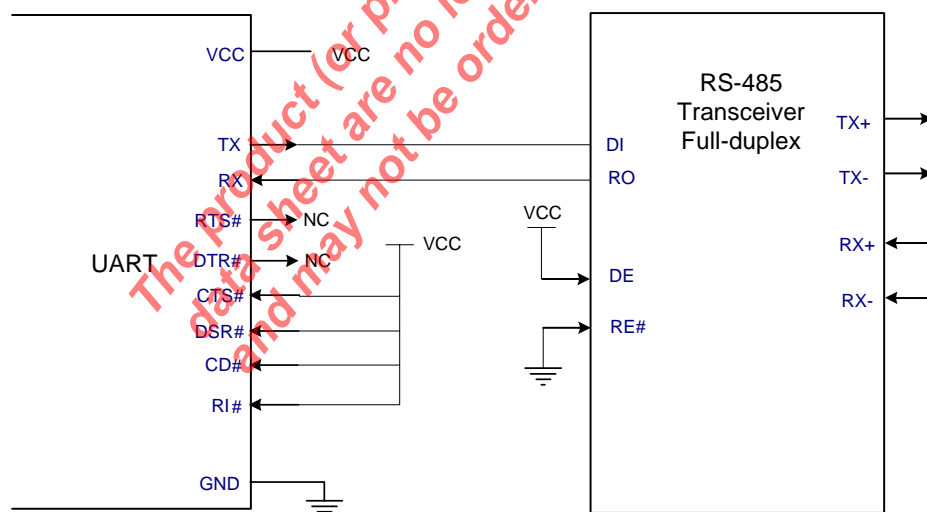 VCC
VCC
TX
RX
RTS#
NC
DTR#
NC
CTS#
DSR#
CD#
RI#
GND
UART
VCC
RS-485
Transceiver
Full-duplex
DI
RO
VCC
DE
RE#
TX+
TX-
RX+
RX-
The product (or
data sheet are no
and may not be order